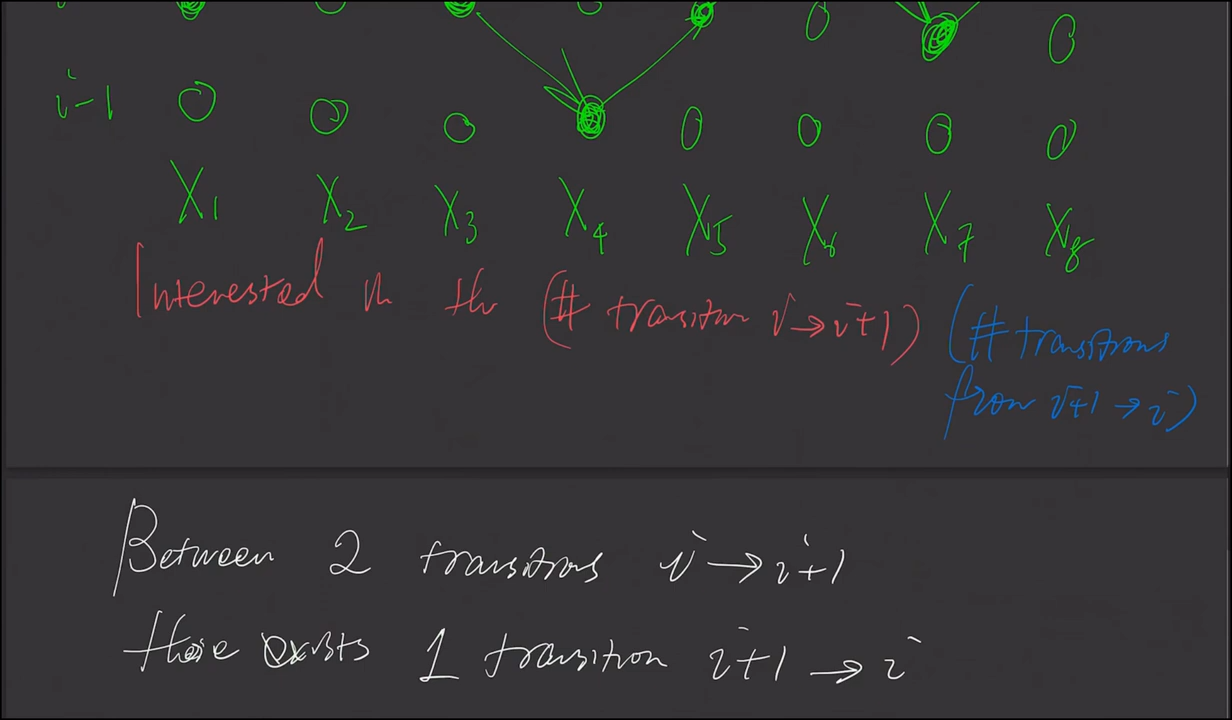 i-1
X1 X2 X3 X4 X5 X6 X7 X8
Interested in the (# transition i→i+1) (# transitions
from i+1 → i)
Between 2 transitions i → i+1
there exists 1 transition i+1 → i